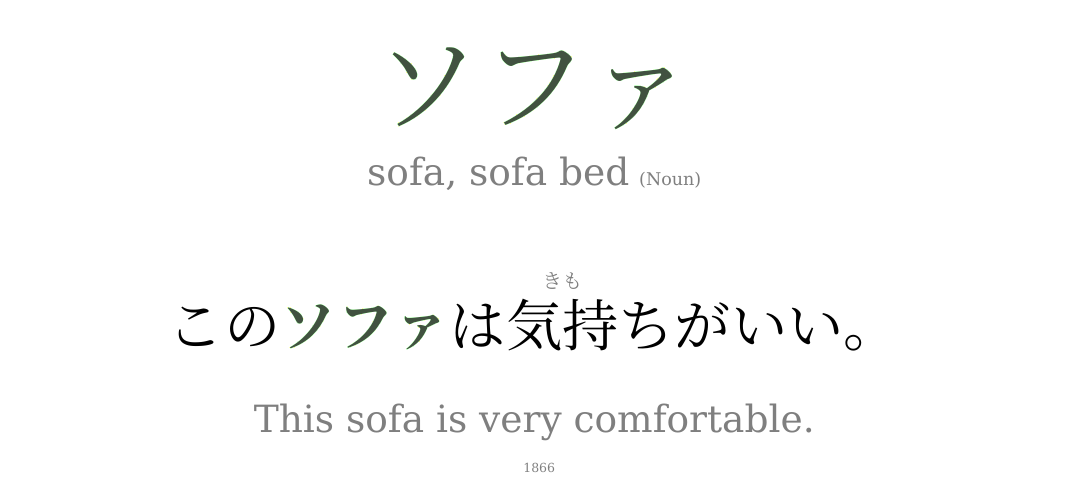 ソファ
sofa, sofa bed (Noun)
きも
このソファは気持ちがいい。
This sofa is very comfortable.
1866